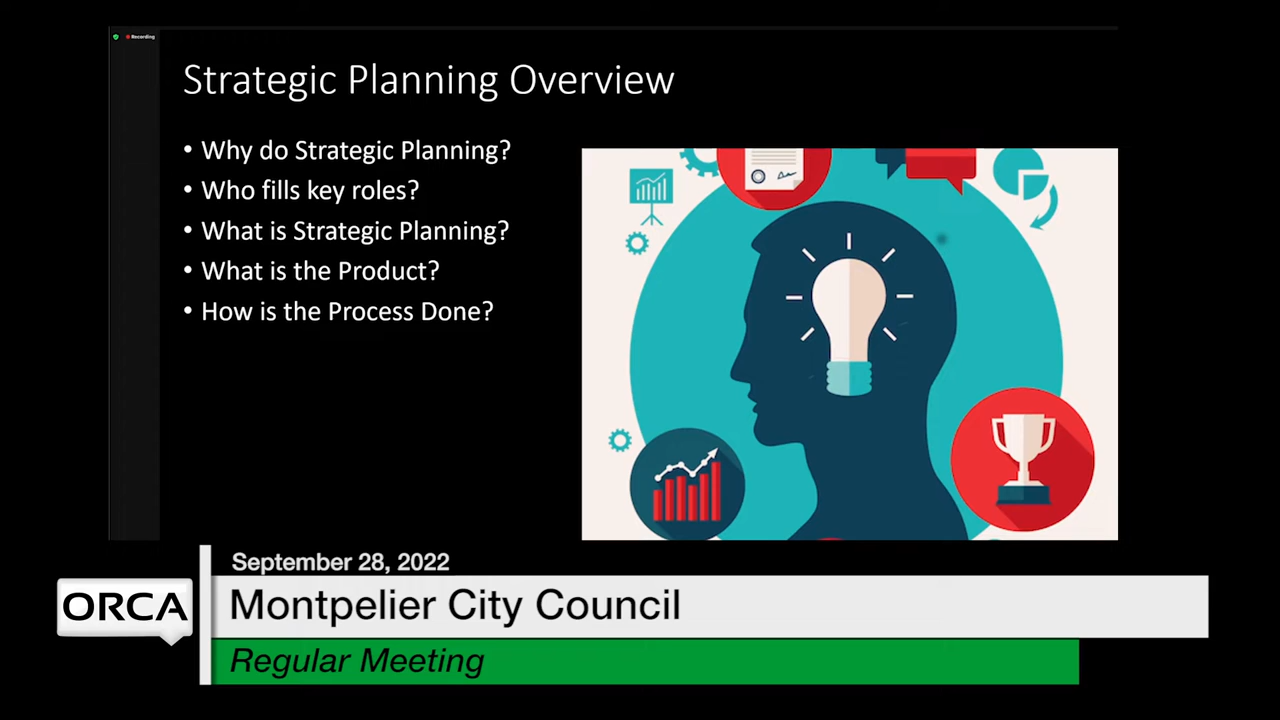 Recording
Strategic Planning Overview
• Why do Strategic Planning?
• Who fills key roles?
• What is Strategic Planning?
• What is the Product?
• How is the Process Done?
September 28, 2022
ORCA
Montpelier City Council
Regular Meeting